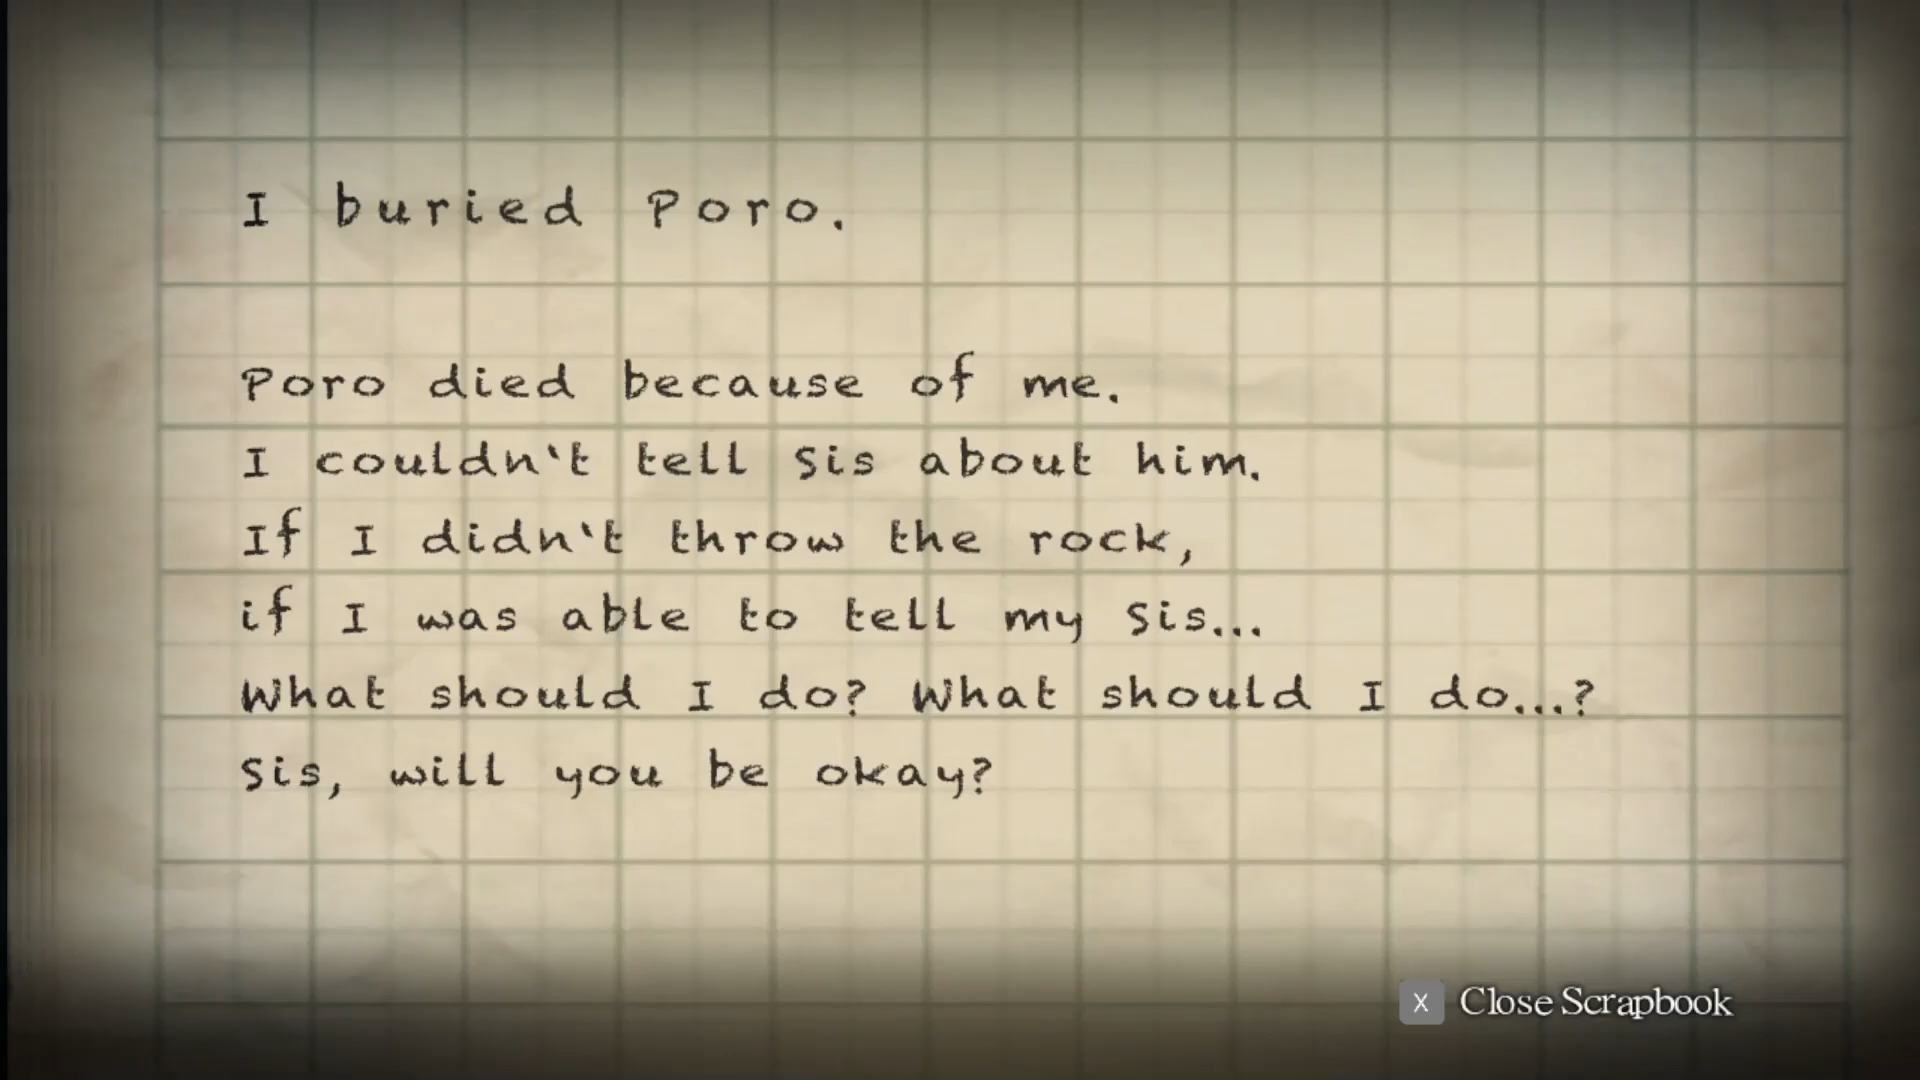 I buried Poro.
Poro died because of me.
I couldn't tell Sis about him.
If I didn't throw the rock,
if I was able to tell my Sis...
What should I do? What should I do...?
Sis, will you be okay?
X Close Scrapbook